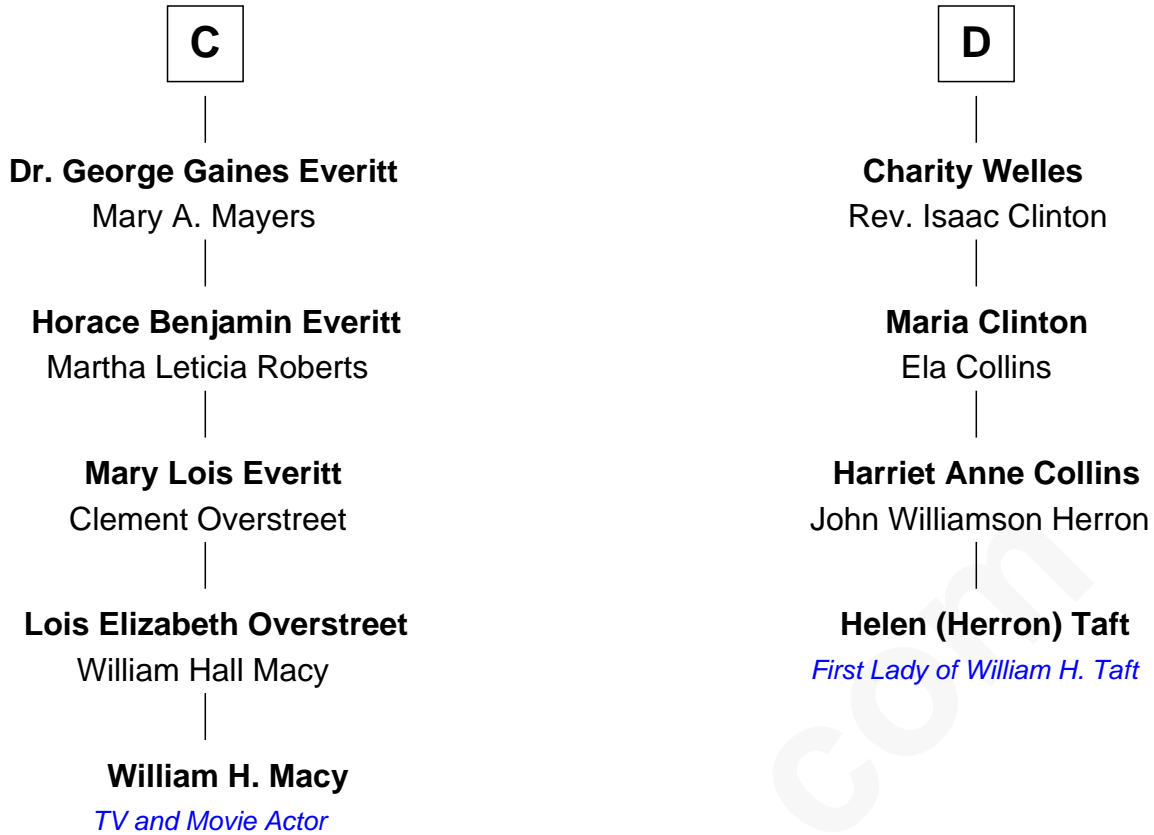 C
Dr. George Gaines Everitt
Mary A. Mayers
Horace Benjamin Everitt
Martha Leticia Roberts
Mary Lois Everitt
Clement Overstreet
Lois Elizabeth Overstreet
William Hall Macy
William H. Macy
TV and Movie Actor
D
Charity Welles
Rev. Isaac Clinton
Maria Clinton
Ela Collins
Harriet Anne Collins
John Williamson Herron
Helen (Herron) Taft
First Lady of William H. Taft
com